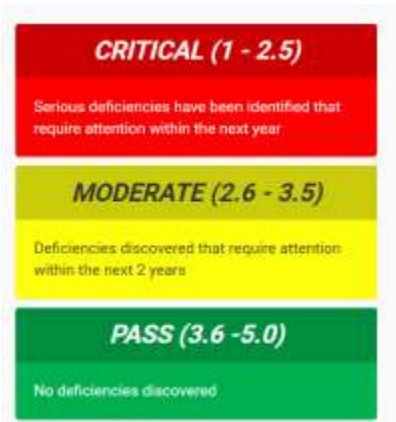 CRITICAL (1 - 2.5)
Serious deficiencies have been identified that
require attention within the next year
MODERATE (2.6 - 3.5)
Deficiencies discovered that require attention
within the next 2 years
PASS (3.6 -5.0)
No deficiencies discovered